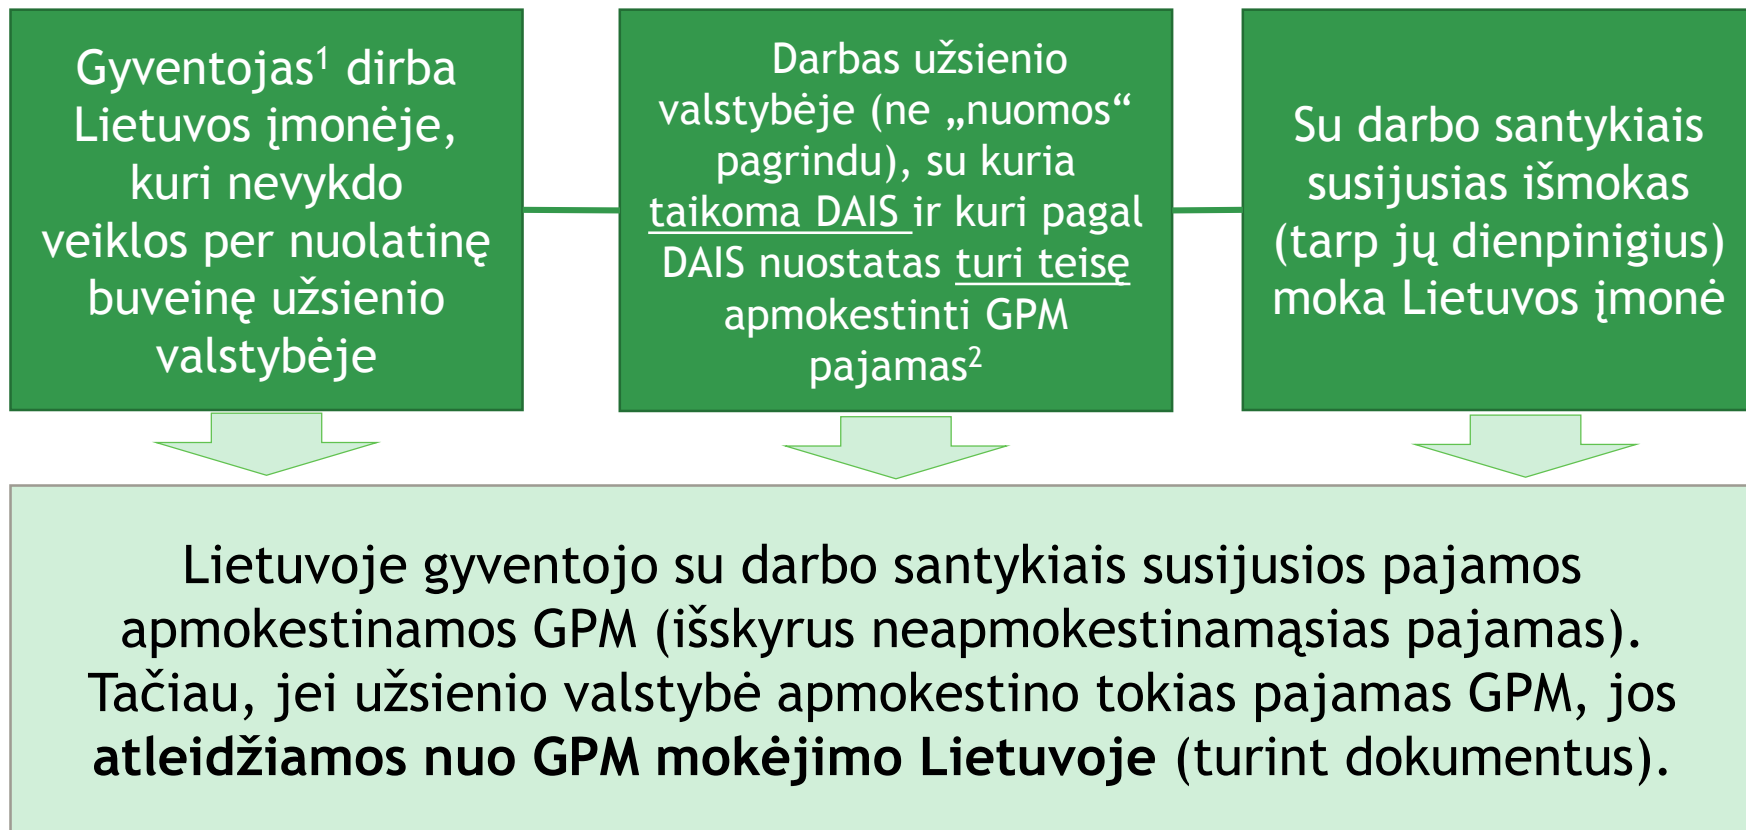 Gyventojas¹ dirba
Lietuvos įmonėje,
kuri nevykdo
veiklos per nuolatinę
buveinę užsienio
valstybėje
Darbas užsienio
valstybėje (ne „nuomos“
pagrindu), su kuria
taikoma DAIS ir kuri pagal
DAIS nuostatas turi teisę
apmokestinti GPM
pajamas²
Su darbo santykiais
susijusias išmokas
(tarp jų dienpinigius)
moka Lietuvos įmonė
Lietuvoje gyventojo su darbo santykiais susijusios pajamos
apmokestinamos GPM (išskyrus neapmokestinamąsias pajamas).
Tačiau, jei užsienio valstybė apmokestino tokias pajamas GPM, jos
atleidžiamos nuo GPM mokėjimo Lietuvoje (turint dokumentus).